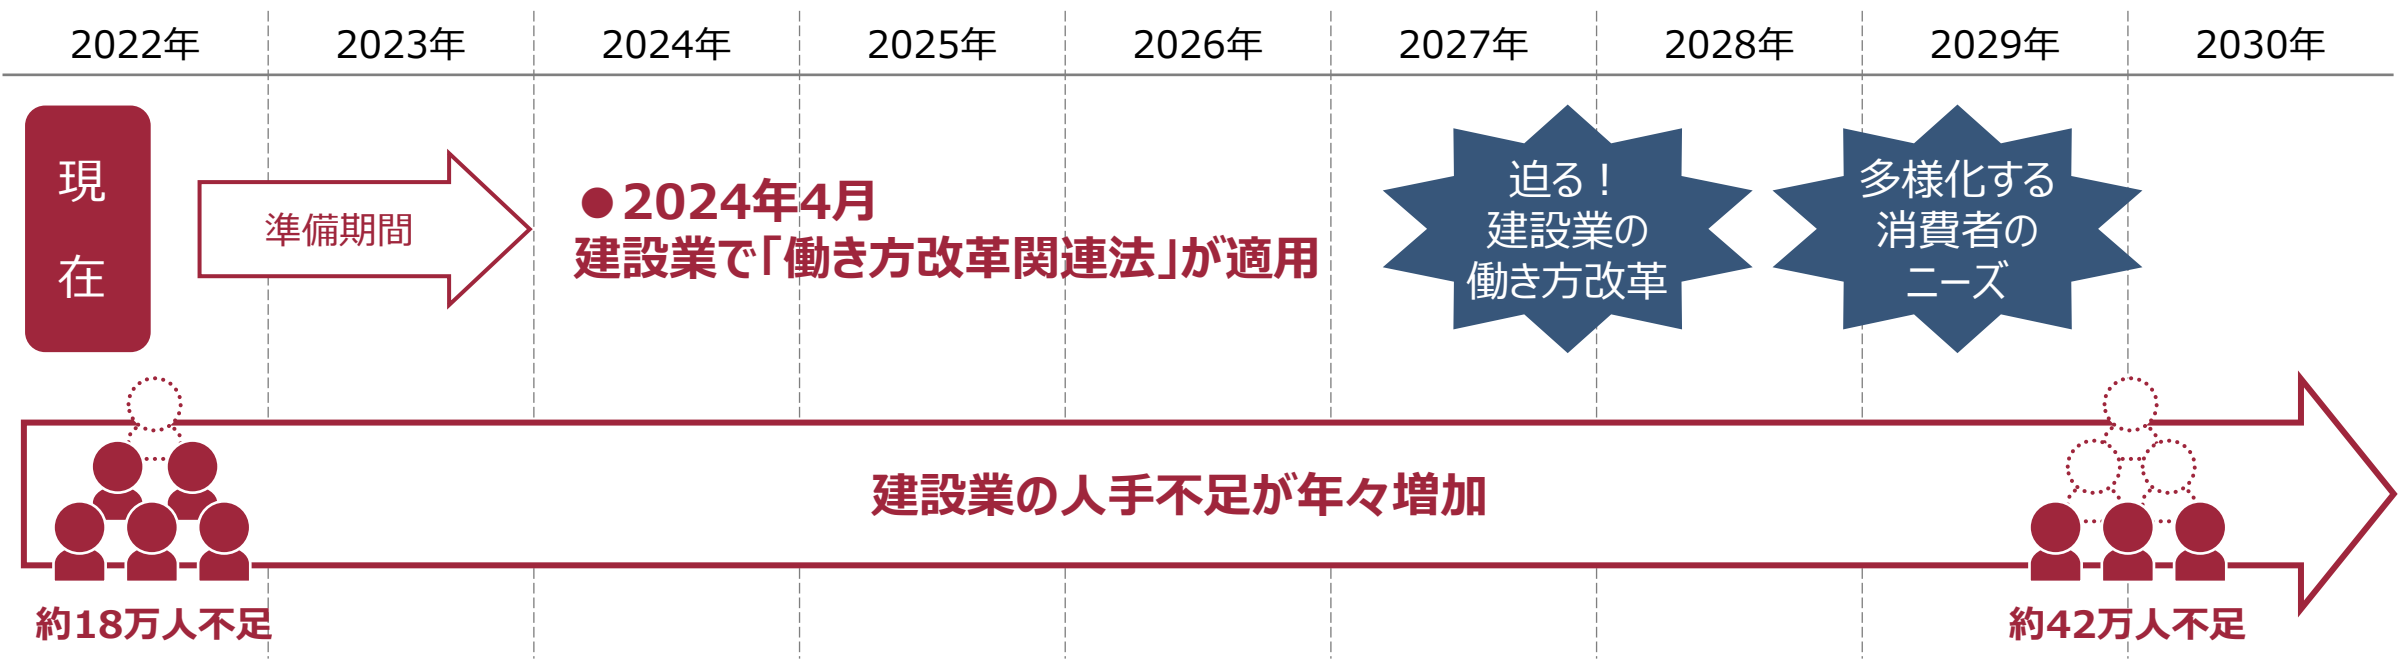 2022年 2023年 2024年 2025年 2026年 2027年 2028年 2029年 2030年
現
在
準備期間
●2024年4月
建設業で「働き方改革関連法」が適用
迫る！
建設業の
働き方改革
多様化する
消費者の
ニーズ
建設業の人手不足が年々増加
約18万人不足
約42万人不足